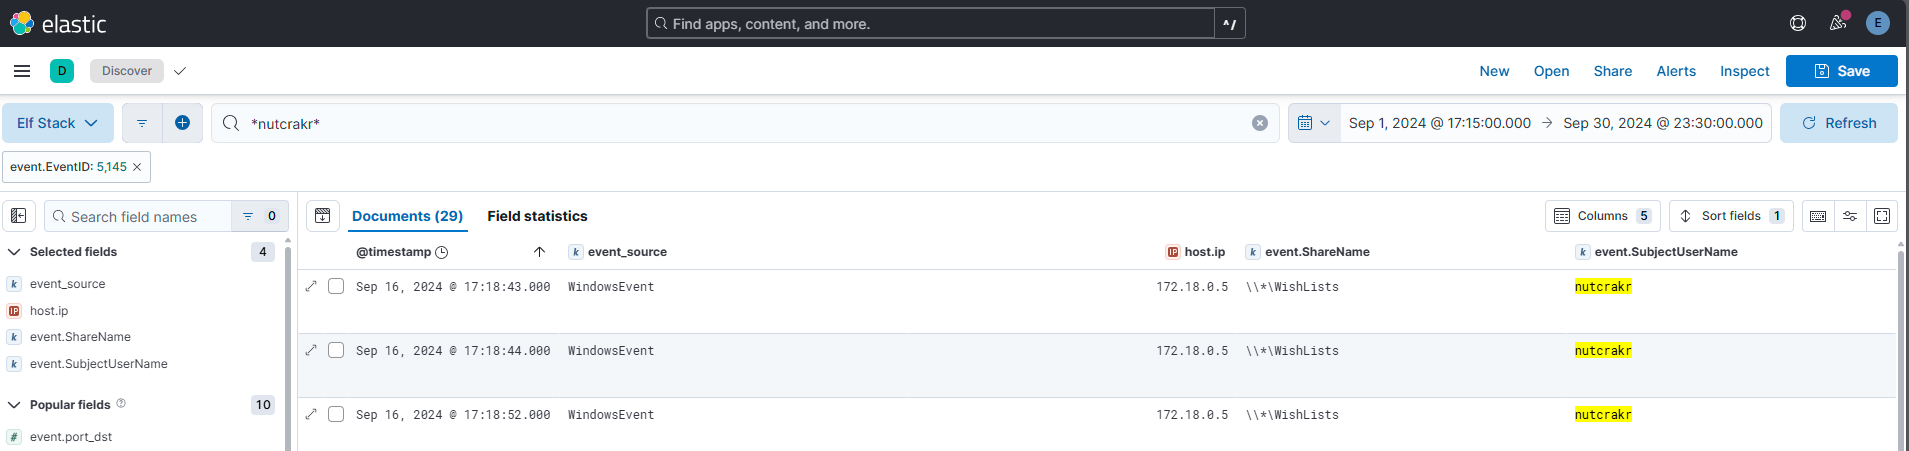 elastic
Find apps, content, and more.
^/
E
D
Discover
New
Open
Share
Alerts
Inspect
Save
Elf Stack
*nutcrakr*
Sep 1, 2024 @ 17:15:00.000 → Sep 30, 2024 @ 23:30:00.000
Refresh
event.EventID: 5,145 ×
Search field names
0
Documents (29)
Field statistics
Columns 5
Sort fields 1
Selected fields 4
k event_source
IP host.ip
k event.ShareName
k event.SubjectUserName
Popular fields 10
# event.port_dst
@timestamp ↑ k event_source IP host.ip k event.ShareName k event.SubjectUserName
Sep 16, 2024 @ 17:18:43.000 WindowsEvent 172.18.0.5 \\*\WishLists nutcrakr
Sep 16, 2024 @ 17:18:44.000 WindowsEvent 172.18.0.5 \\*\WishLists nutcrakr
Sep 16, 2024 @ 17:18:52.000 WindowsEvent 172.18.0.5 \\*\WishLists nutcrakr